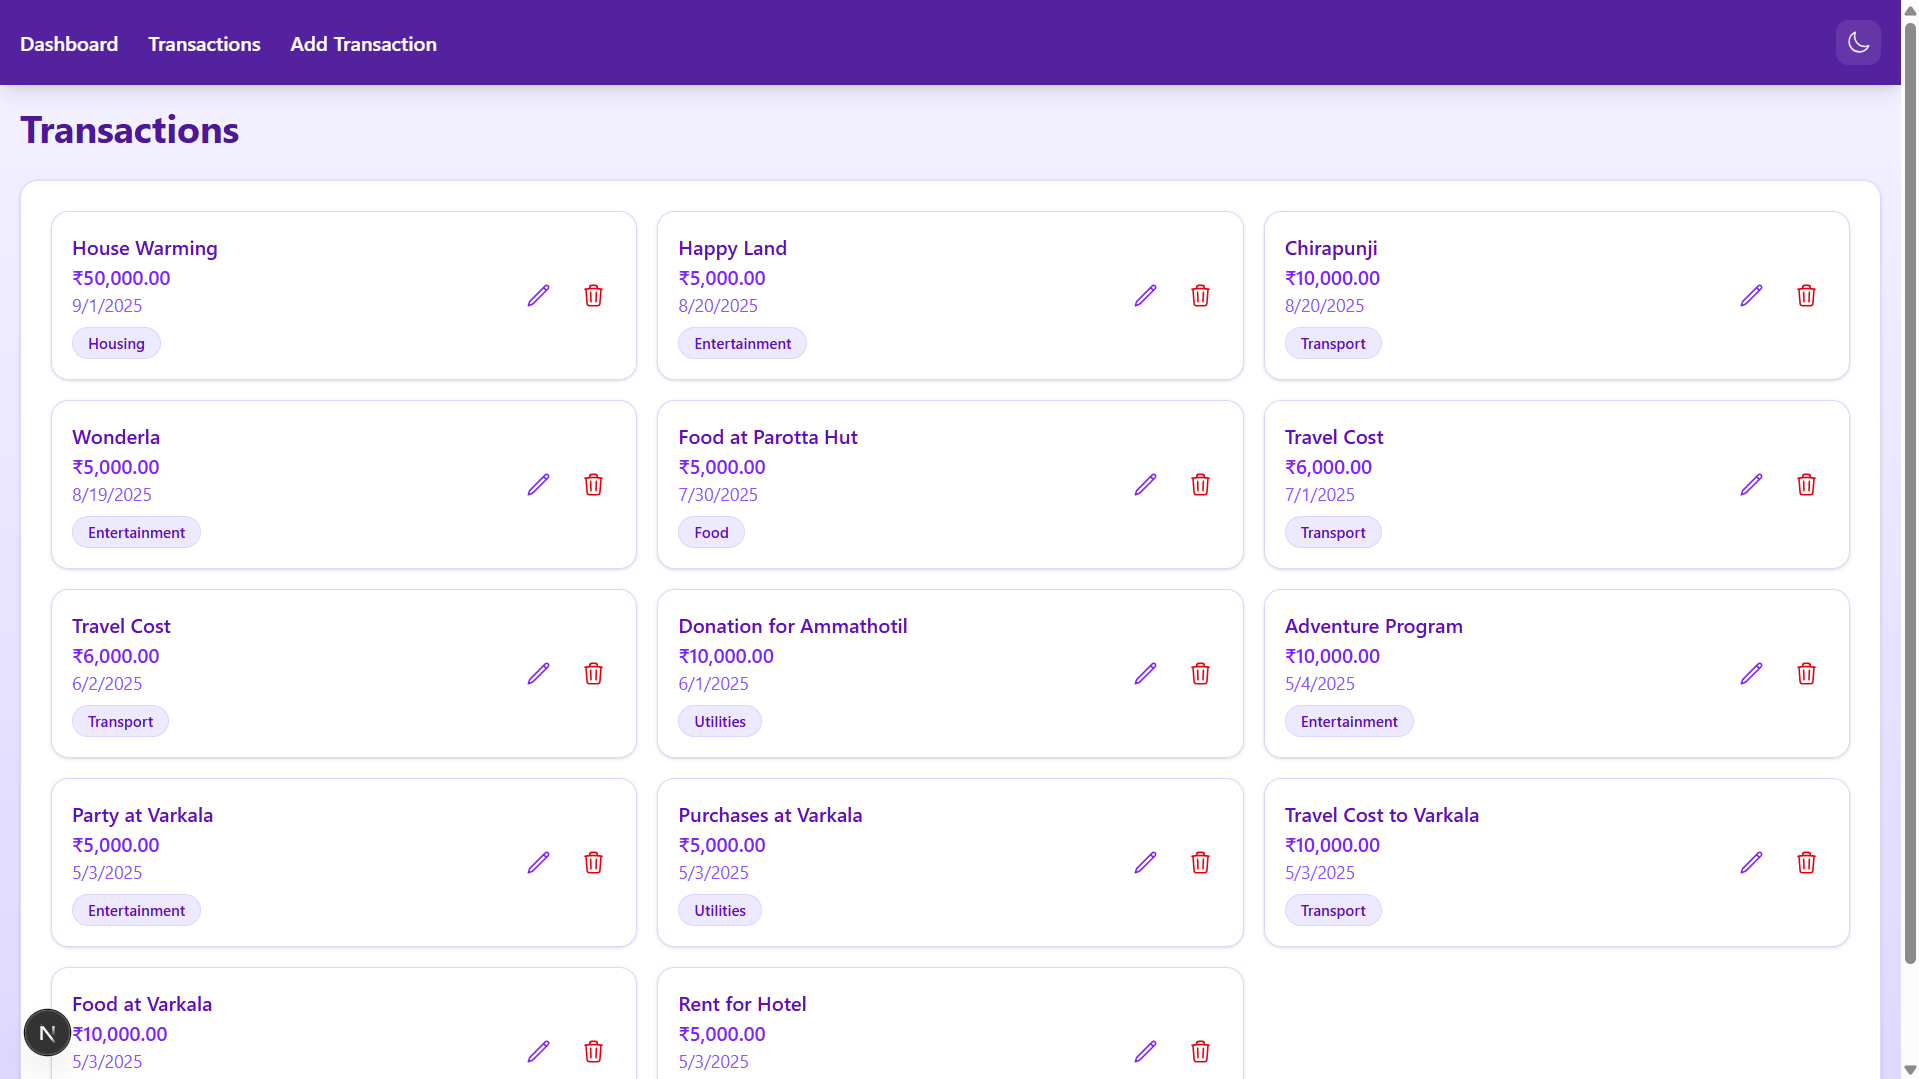 Dashboard Transactions Add Transaction
Transactions
House Warming
₹50,000.00
9/1/2025
Housing
Happy Land
₹5,000.00
8/20/2025
Entertainment
Chirapunji
₹10,000.00
8/20/2025
Transport
Wonderla
₹5,000.00
8/19/2025
Entertainment
Food at Parotta Hut
₹5,000.00
7/30/2025
Food
Travel Cost
₹6,000.00
7/1/2025
Transport
Travel Cost
₹6,000.00
6/2/2025
Transport
Donation for Ammathotil
₹10,000.00
6/1/2025
Utilities
Adventure Program
₹10,000.00
5/4/2025
Entertainment
Party at Varkala
₹5,000.00
5/3/2025
Entertainment
Purchases at Varkala
₹5,000.00
5/3/2025
Utilities
Travel Cost to Varkala
₹10,000.00
5/3/2025
Transport
Food at Varkala
₹10,000.00
5/3/2025
Rent for Hotel
₹5,000.00
5/3/2025
N